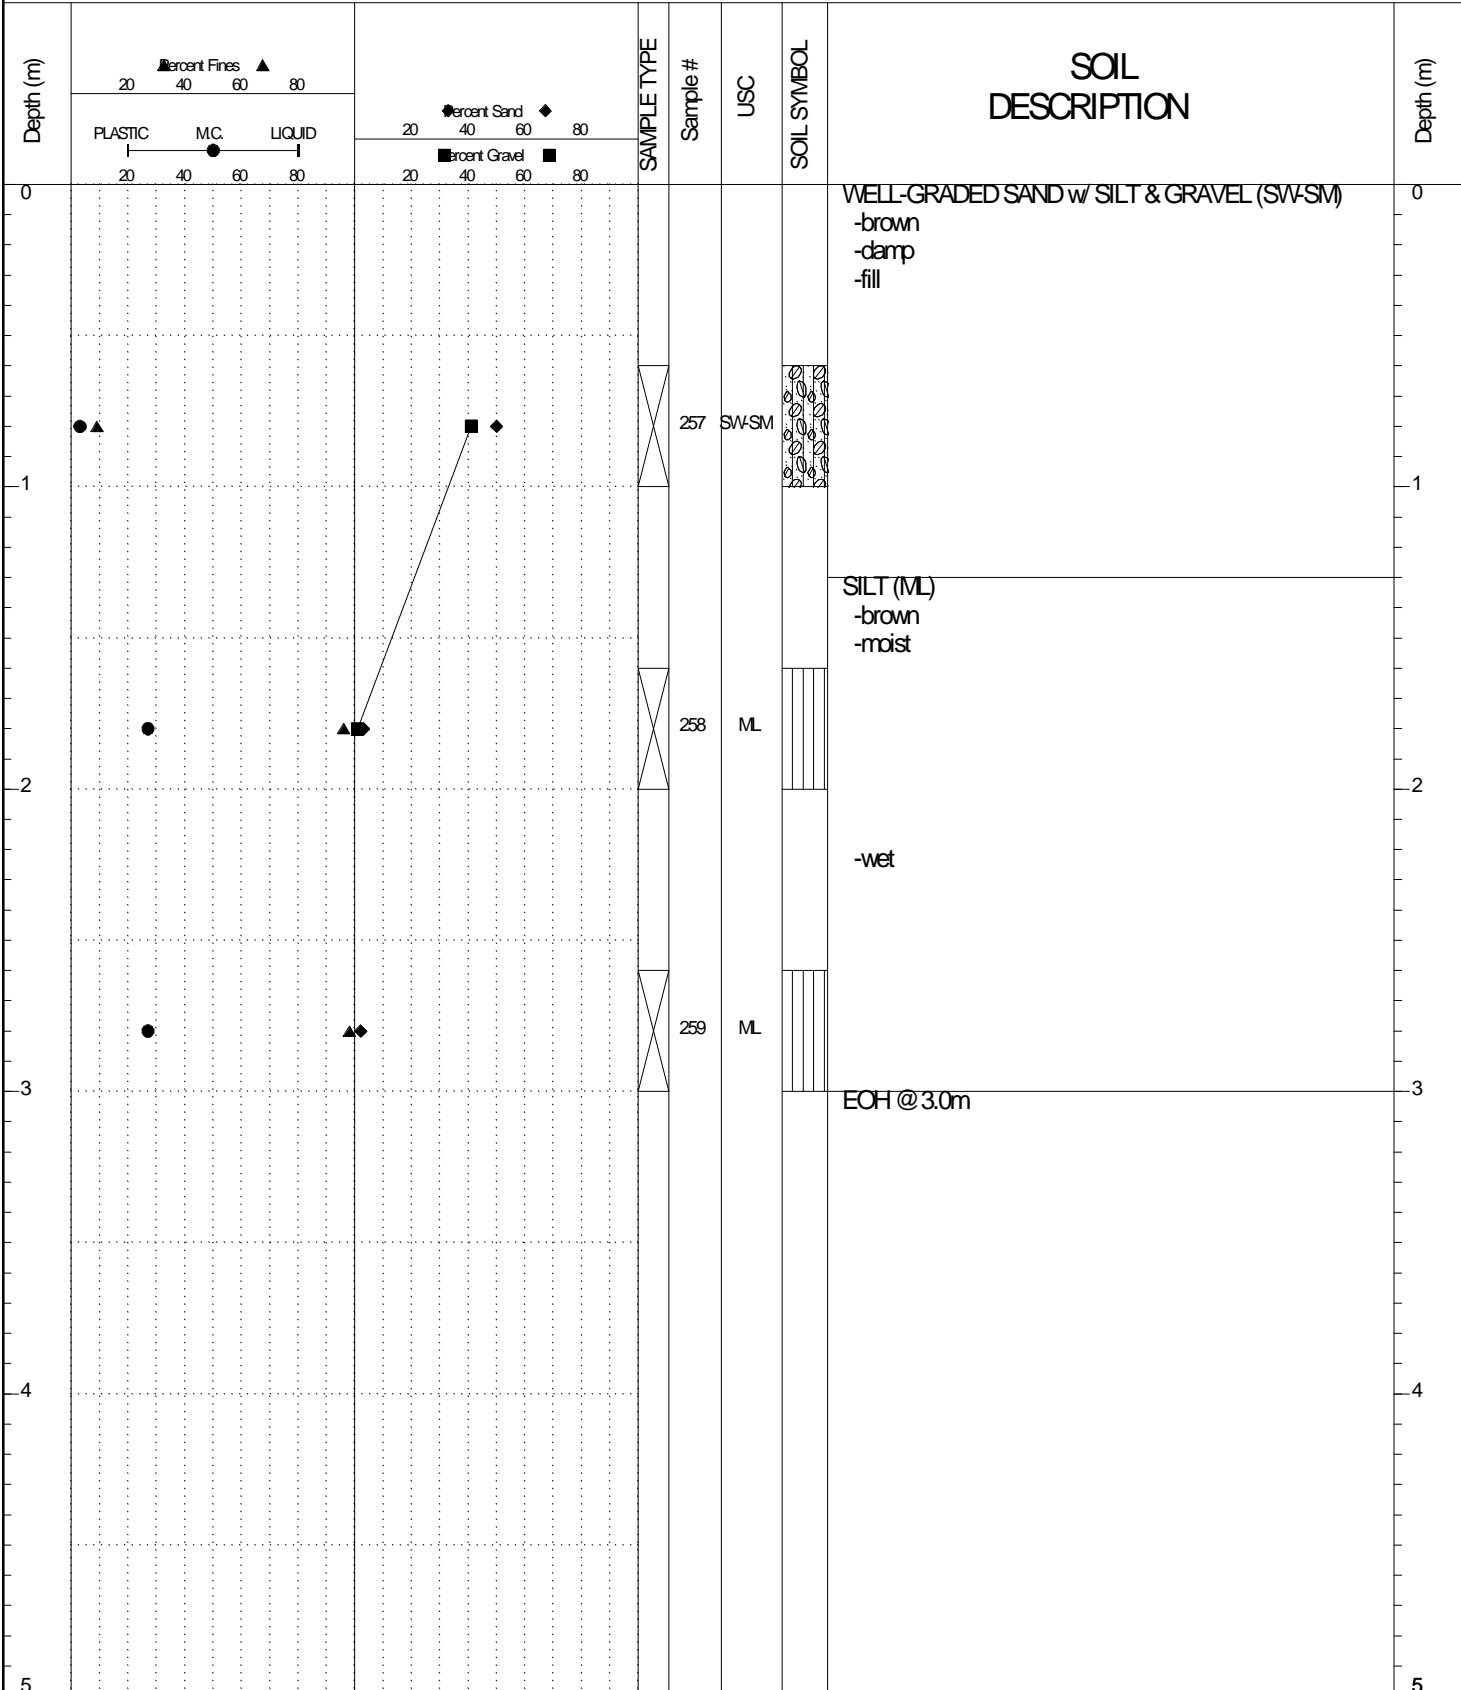 Depth (m)
Percent Fines
20 40 60 80
PLASTIC M.C. LIQUID
20 40 60 80
Percent Sand
20 40 60 80
Percent Gravel
20 40 60 80
SAMPLE TYPE
Sample #
USC
SOIL SYMBOL
SOIL
DESCRIPTION
Depth (m)
0 WELL-GRADED SAND w/ SILT & GRAVEL (SW-SM) 0
-brown
-damp
-fill
257 SW-SM
1 1
SILT (ML)
-brown
-moist
258 ML
2 2
-wet
259 ML
3 3
EOH @ 3.0m
4 4
5 5